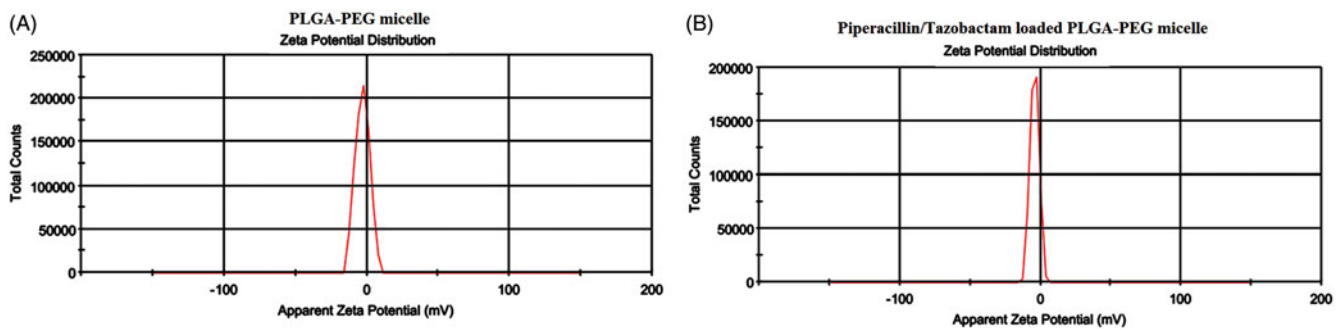 (A)
PLGA-PEG micelle
Zeta Potential Distribution
250000
200000
150000
100000
50000
0
Total Counts
-100
0
100
200
Apparent Zeta Potential (mV)
(B)
Piperacillin/Tazobactam loaded PLGA-PEG micelle
Zeta Potential Distribution
200000
150000
100000
50000
0
Total Counts
-100
0
100
200
Apparent Zeta Potential (mV)